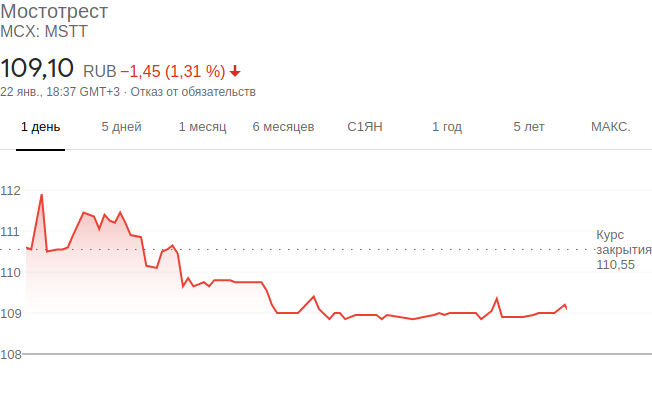 Мостотрест
MCX: MSTT
109,10 RUB −1,45 (1,31 %)
22 янв., 18:37 GMT+3 · Отказ от обязательств
1 день 5 дней 1 месяц 6 месяцев С1ЯН 1 год 5 лет МАКС.
112
111
Курс
закрытия
110,55
110
109
108